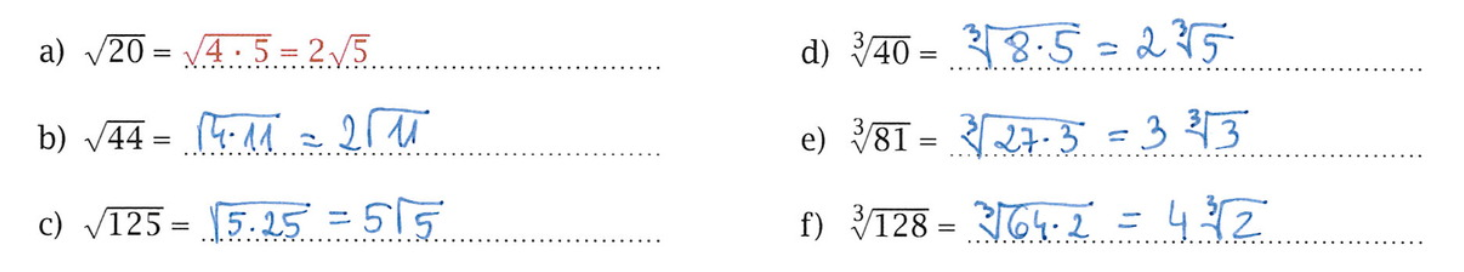 a) √20 = √4 · 5 = 2√5
b) √44 = √4·11 = 2√11
c) √125 = √5·25 = 5√5
d) ∛40 = ∛8·5 = 2∛5
e) ∛81 = ∛27·3 = 3∛3
f) ∛128 = ∛64·2 = 4∛2